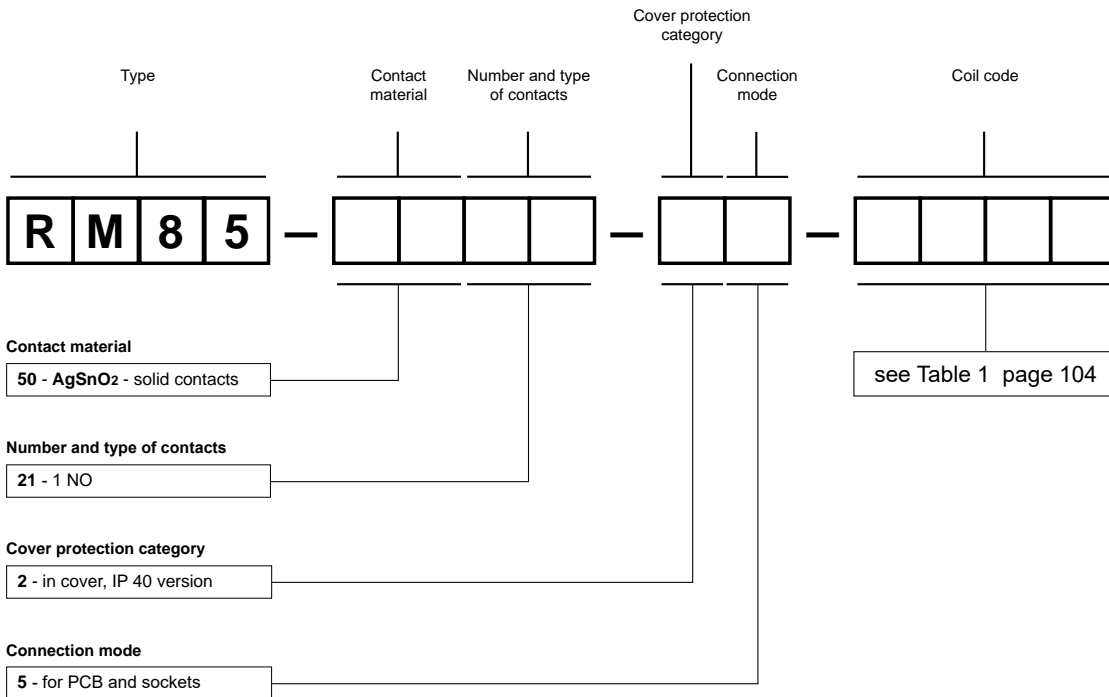 Cover protection
category
Type
Contact
material
Number and type
of contacts
Connection
mode
Coil code
R M 8 5 – –  –
Contact material
50 - AgSnO2 - solid contacts
see Table 1 page 104
Number and type of contacts
21 - 1 NO
Cover protection category
2 - in cover, IP 40 version
Connection mode
5 - for PCB and sockets